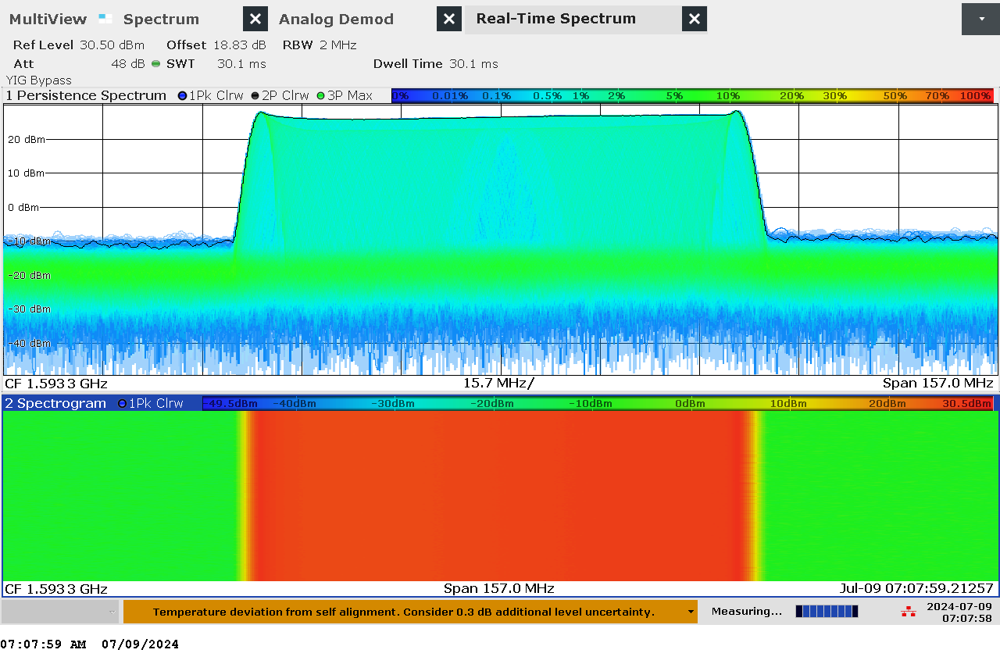 MultiView Spectrum Analog Demod Real-Time Spectrum
Ref Level 30.50 dBm Offset 18.83 dB RBW 2 MHz
Att 48 dB SWT 30.1 ms Dwell Time 30.1 ms
YIG Bypass
1 Persistence Spectrum 1Pk Clrw 2P Clrw 3P Max 0% 0.01% 0.1% 0.5% 1% 2% 5% 10% 20% 30% 50% 70% 100%
20 dBm
10 dBm
0 dBm
-10 dBm
-20 dBm
-30 dBm
-40 dBm
CF 1.5933 GHz 15.7 MHz/ Span 157.0 MHz
2 Spectrogram 1Pk Clrw -49.5dBm -40dBm -30dBm -20dBm -10dBm 0dBm 10dBm 20dBm 30.5dBm
CF 1.5933 GHz Span 157.0 MHz Jul-09 07:07:59.21257
Temperature deviation from self alignment. Consider 0.3 dB additional level uncertainty. Measuring... 2024-07-09
07:07:58
07:07:59 AM 07/09/2024